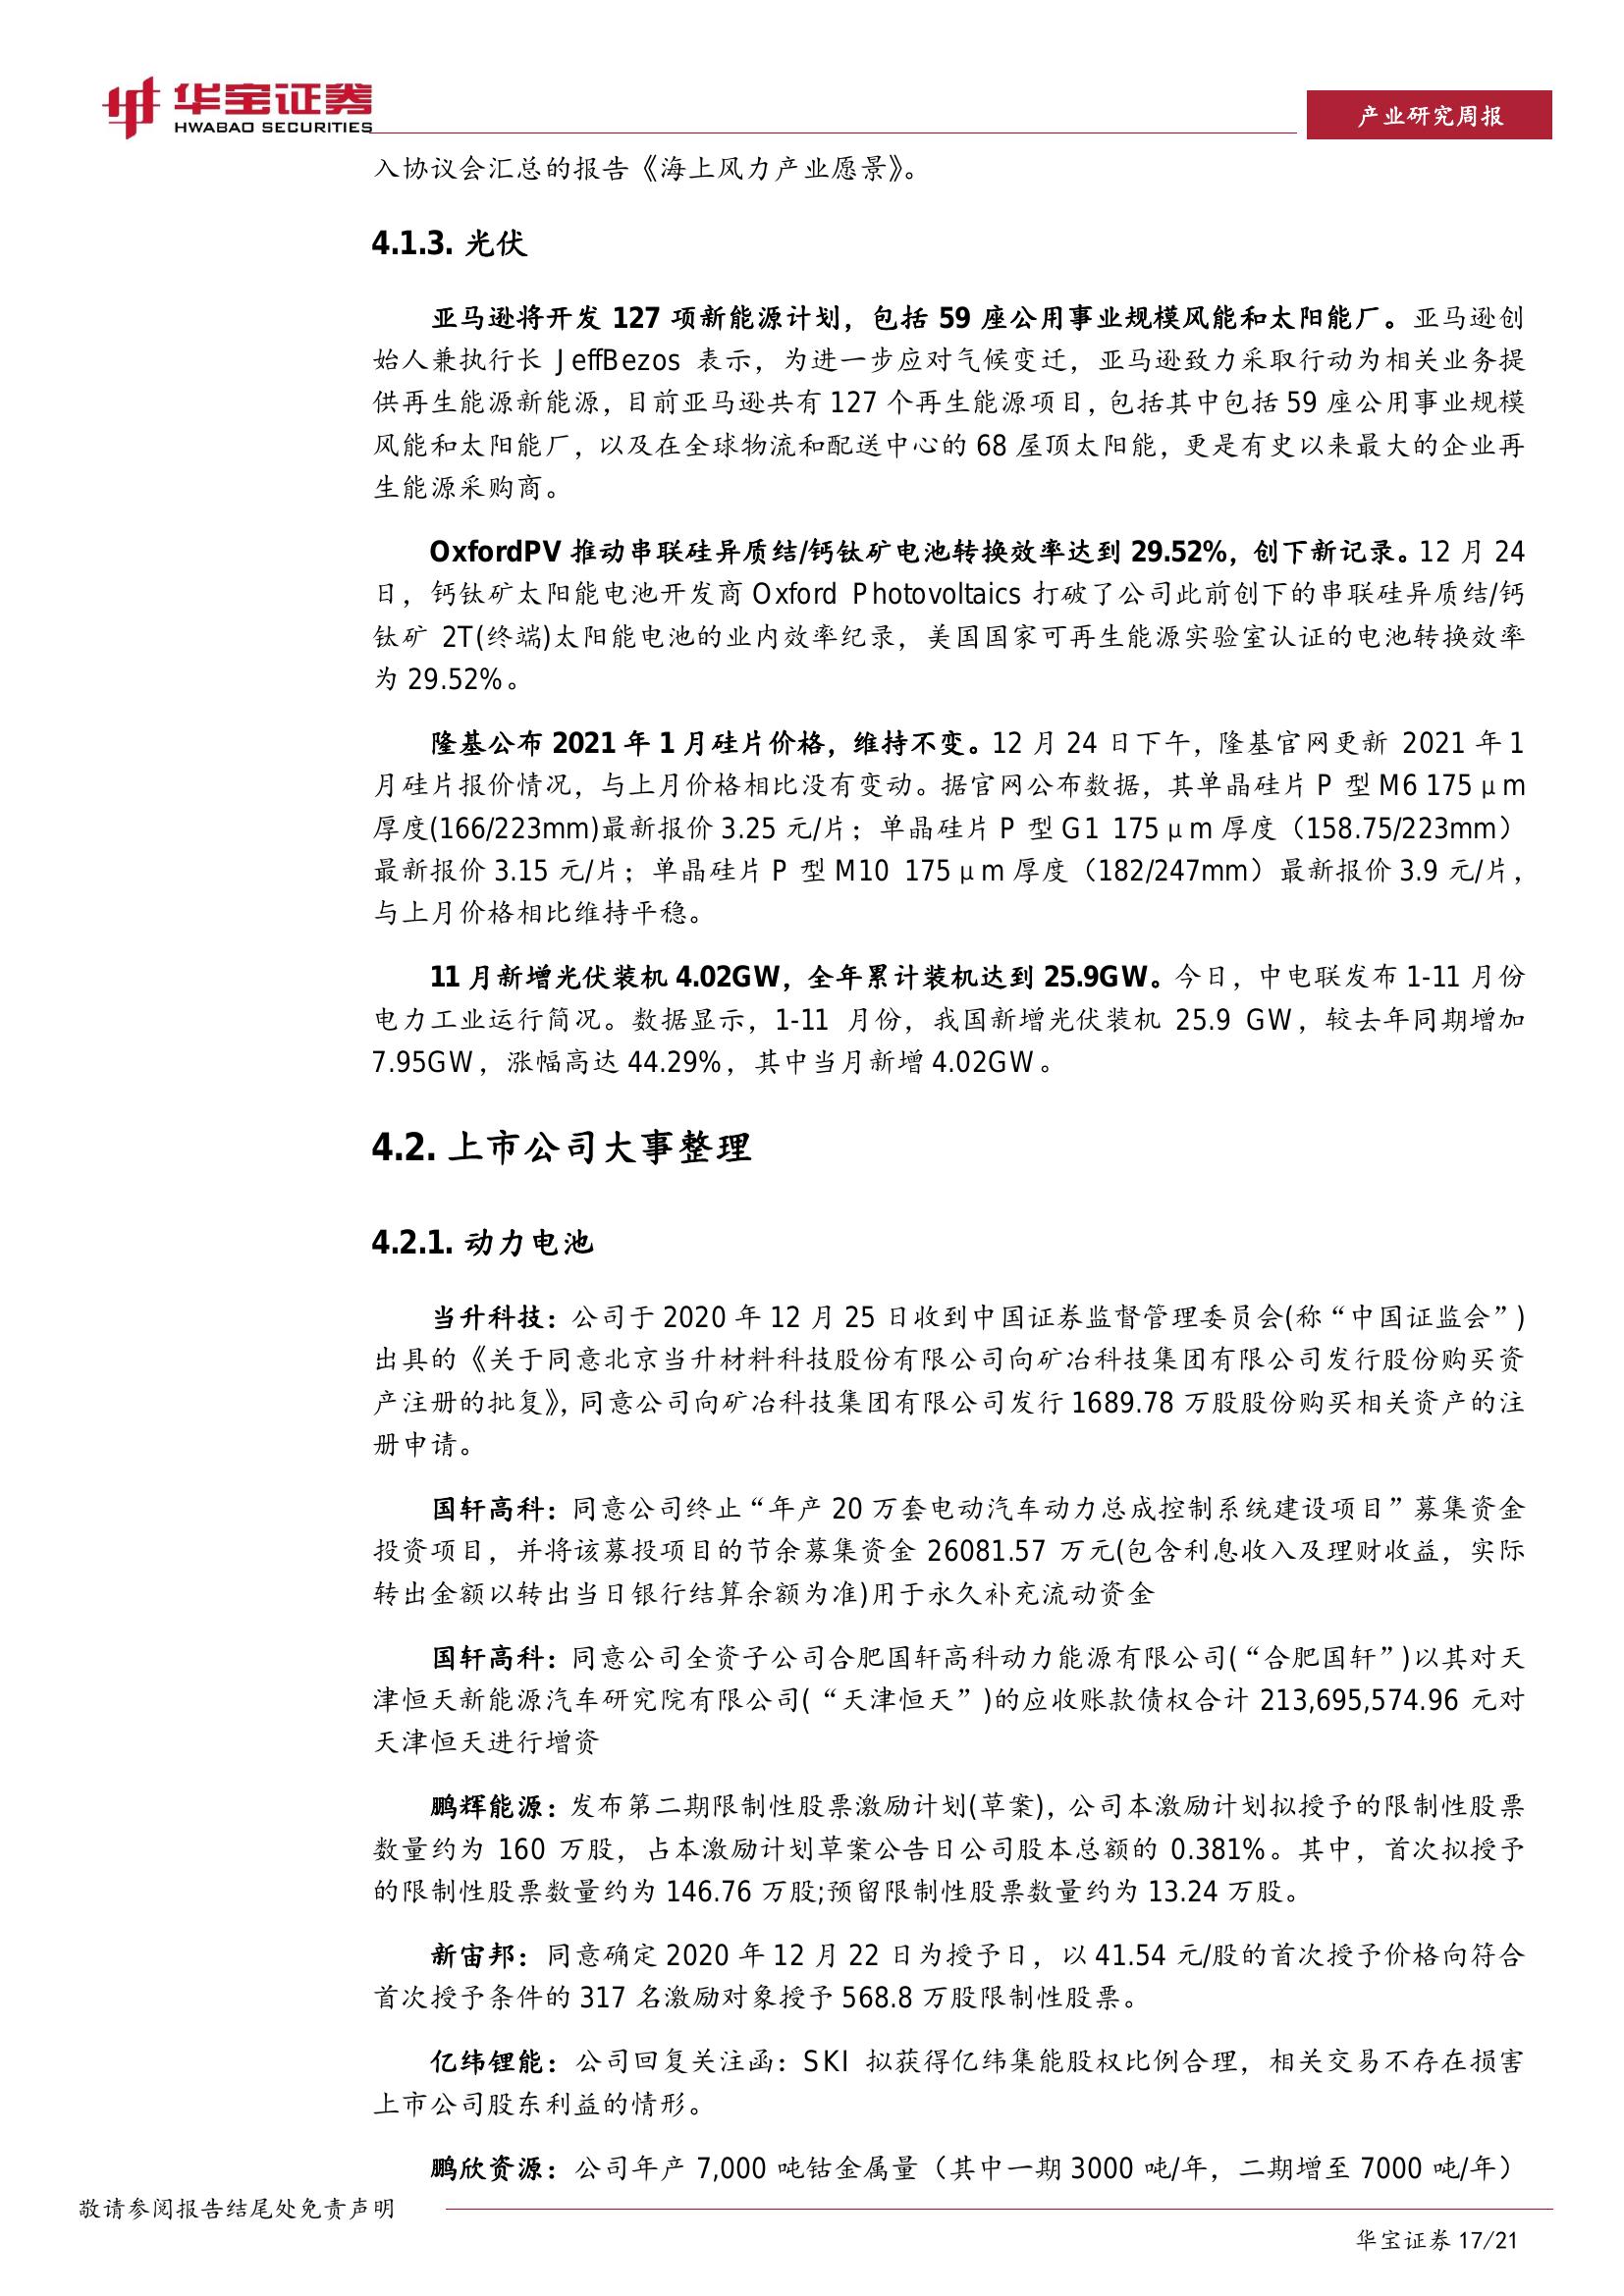 华宝证券
HWABAO SECURITIES
产业研究周报
入协议会汇总的报告《海上风力产业愿景》。
4.1.3. 光伏
亚马逊将开发 127 项新能源计划，包括 59 座公用事业规模风能和太阳能厂。亚马逊创
始人兼执行长 JeffBezos 表示，为进一步应对气候变迁，亚马逊致力采取行动为相关业务提
供再生能源新能源，目前亚马逊共有 127 个再生能源项目，包括其中包括 59 座公用事业规模
风能和太阳能厂，以及在全球物流和配送中心的 68 屋顶太阳能，更是有史以来最大的企业再
生能源采购商。
OxfordPV 推动串联硅异质结/钙钛矿电池转换效率达到 29.52%，创下新记录。12 月 24
日，钙钛矿太阳能电池开发商 Oxford Photovoltaics 打破了公司此前创下的串联硅异质结/钙
钛矿 2T(终端)太阳能电池的业内效率纪录，美国国家可再生能源实验室认证的电池转换效率
为 29.52%。
隆基公布 2021 年 1 月硅片价格，维持不变。12 月 24 日下午，隆基官网更新 2021 年 1
月硅片报价情况，与上月价格相比没有变动。据官网公布数据，其单晶硅片 P 型 M6 175μm
厚度(166/223mm)最新报价 3.25 元/片；单晶硅片 P 型 G1 175μm 厚度（158.75/223mm）
最新报价 3.15 元/片；单晶硅片 P 型 M10 175μm 厚度（182/247mm）最新报价 3.9 元/片，
与上月价格相比维持平稳。
11 月新增光伏装机 4.02GW，全年累计装机达到 25.9GW。今日，中电联发布 1-11 月份
电力工业运行简况。数据显示，1-11 月份，我国新增光伏装机 25.9 GW，较去年同期增加
7.95GW，涨幅高达 44.29%，其中当月新增 4.02GW。
4.2. 上市公司大事整理
4.2.1. 动力电池
当升科技：公司于 2020 年 12 月 25 日收到中国证券监督管理委员会(称“中国证监会”)
出具的《关于同意北京当升材料科技股份有限公司向矿冶科技集团有限公司发行股份购买资
产注册的批复》，同意公司向矿冶科技集团有限公司发行 1689.78 万股股份购买相关资产的注
册申请。
国轩高科：同意公司终止“年产 20 万套电动汽车动力总成控制系统建设项目”募集资金
投资项目，并将该募投项目的节余募集资金 26081.57 万元(包含利息收入及理财收益，实际
转出金额以转出当日银行结算余额为准)用于永久补充流动资金
国轩高科：同意公司全资子公司合肥国轩高科动力能源有限公司(“合肥国轩”)以其对天
津恒天新能源汽车研究院有限公司(“天津恒天”)的应收账款债权合计 213,695,574.96 元对
天津恒天进行增资
鹏辉能源：发布第二期限制性股票激励计划(草案)，公司本激励计划拟授予的限制性股票
数量约为 160 万股，占本激励计划草案公告日公司股本总额的 0.381%。其中，首次拟授予
的限制性股票数量约为 146.76 万股;预留限制性股票数量约为 13.24 万股。
新宙邦：同意确定 2020 年 12 月 22 日为授予日，以 41.54 元/股的首次授予价格向符合
首次授予条件的 317 名激励对象授予 568.8 万股限制性股票。
亿纬锂能：公司回复关注函：SKI 拟获得亿纬集能股权比例合理，相关交易不存在损害
上市公司股东利益的情形。
鹏欣资源：公司年产 7,000 吨钴金属量（其中一期 3000 吨/年，二期增至 7000 吨/年）
敬请参阅报告结尾处免责声明
华宝证券 17/21